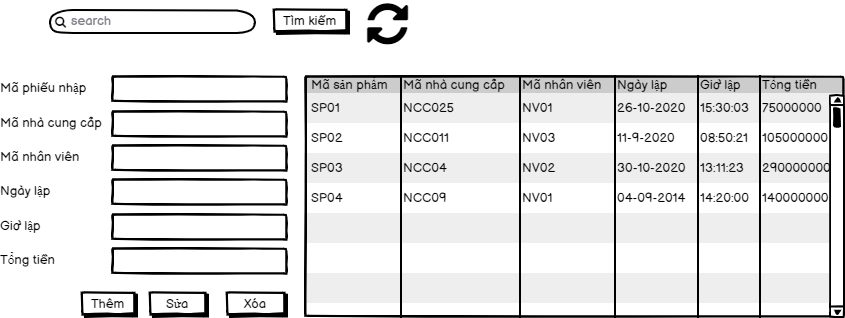 search
Tìm kiếm
Mã phiếu nhập
Mã nhà cung cấp
Mã nhân viên
Ngày lập
Giờ lập
Tổng tiền
Thêm Sửa Xóa
Mã sản phảm Mã nhà cung cấp Mã nhân viên Ngày lập Giờ lập Tổng tiền
SP01 NCC025 NV01 26-10-2020 15:30:03 75000000
SP02 NCC011 NV03 11-9-2020 08:50:21 105000000
SP03 NCC04 NV02 30-10-2020 13:11:23 290000000
SP04 NCC09 NV01 04-09-2014 14:20:00 140000000